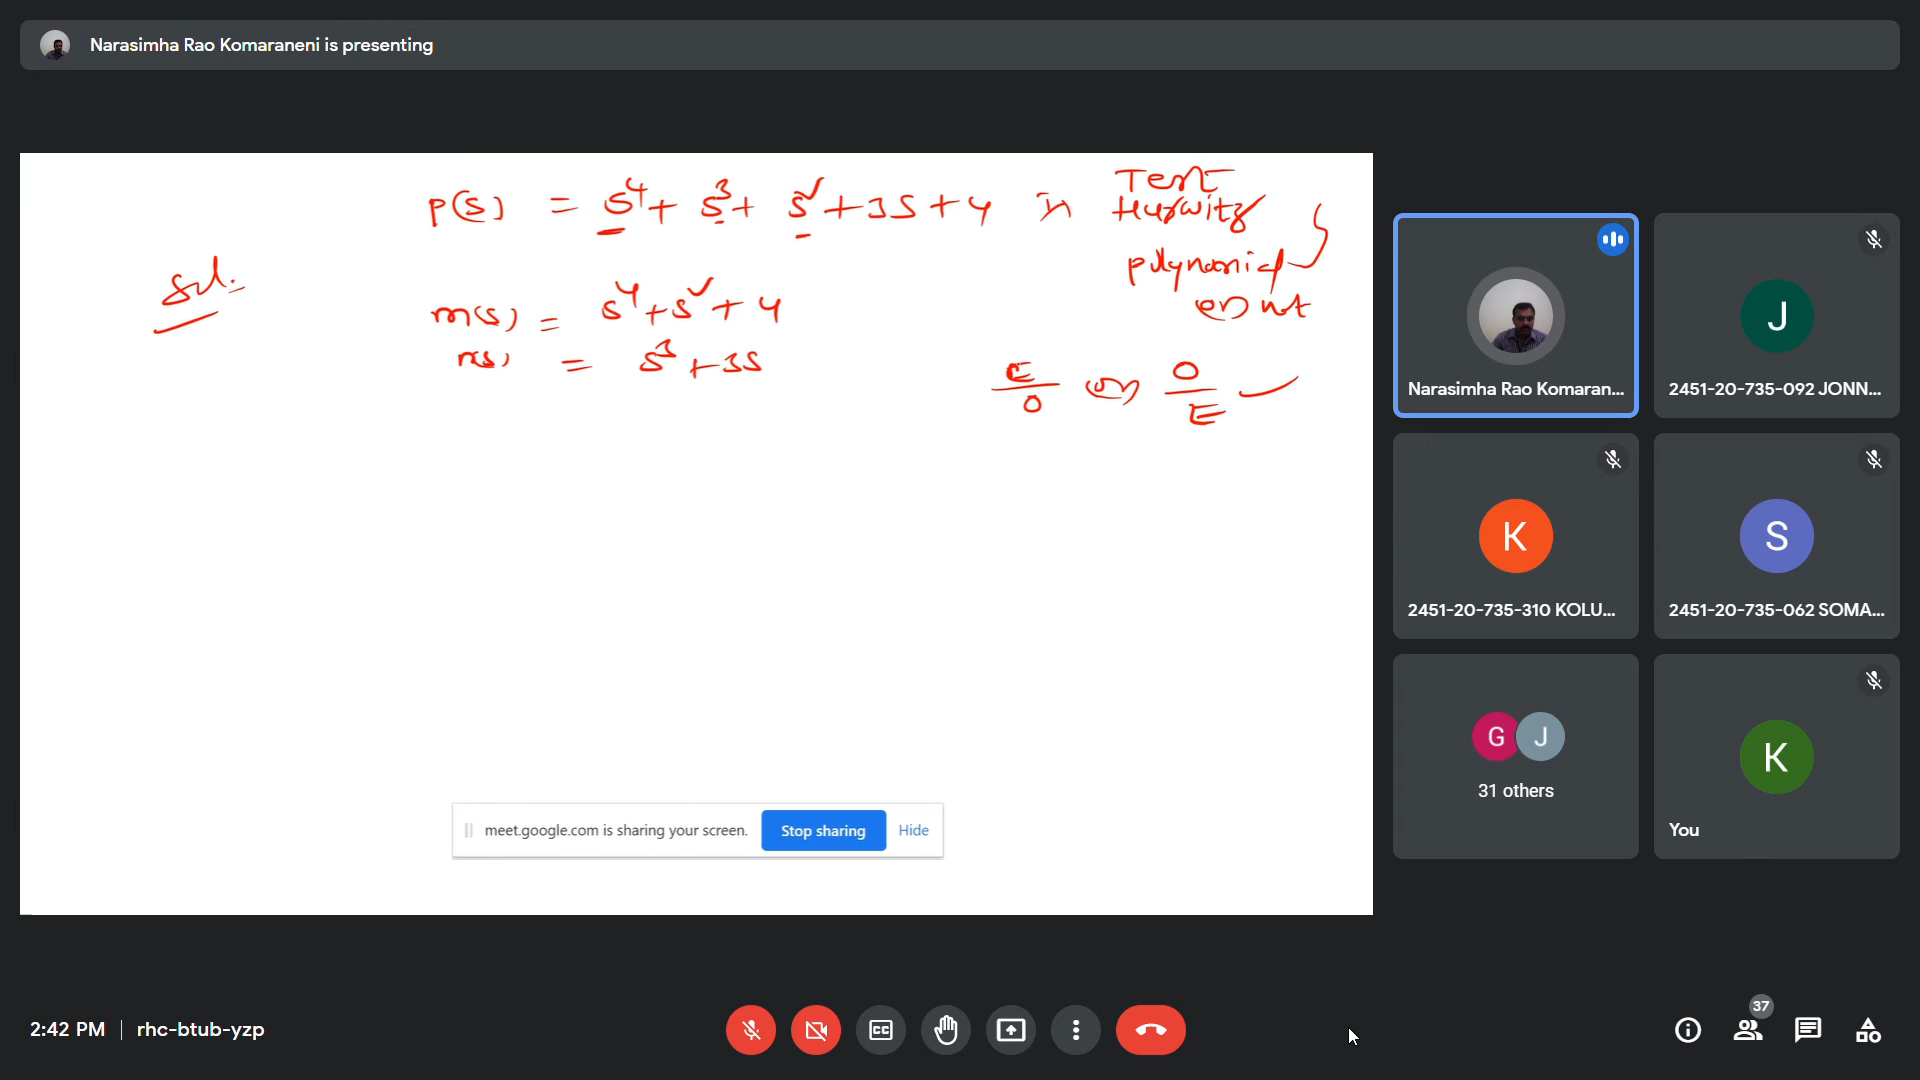 Narasimha Rao Komaraneni is presenting
P(s) = s⁴ + s³ + s² + 3s + 4 is Test Hurwitz
polynomial
(or) not
Sol.
m(s) = s⁴ + s² + 4
n(s) = s³ + 3s
E/O (or) O/E
meet.google.com is sharing your screen.
Stop sharing
Hide
Narasimha Rao Komaran...
J
2451-20-735-092 JONN...
K
2451-20-735-310 KOLU...
S
2451-20-735-062 SOMA...
G J
31 others
K
You
2:42 PM | rhc-btub-yzp
CC
37